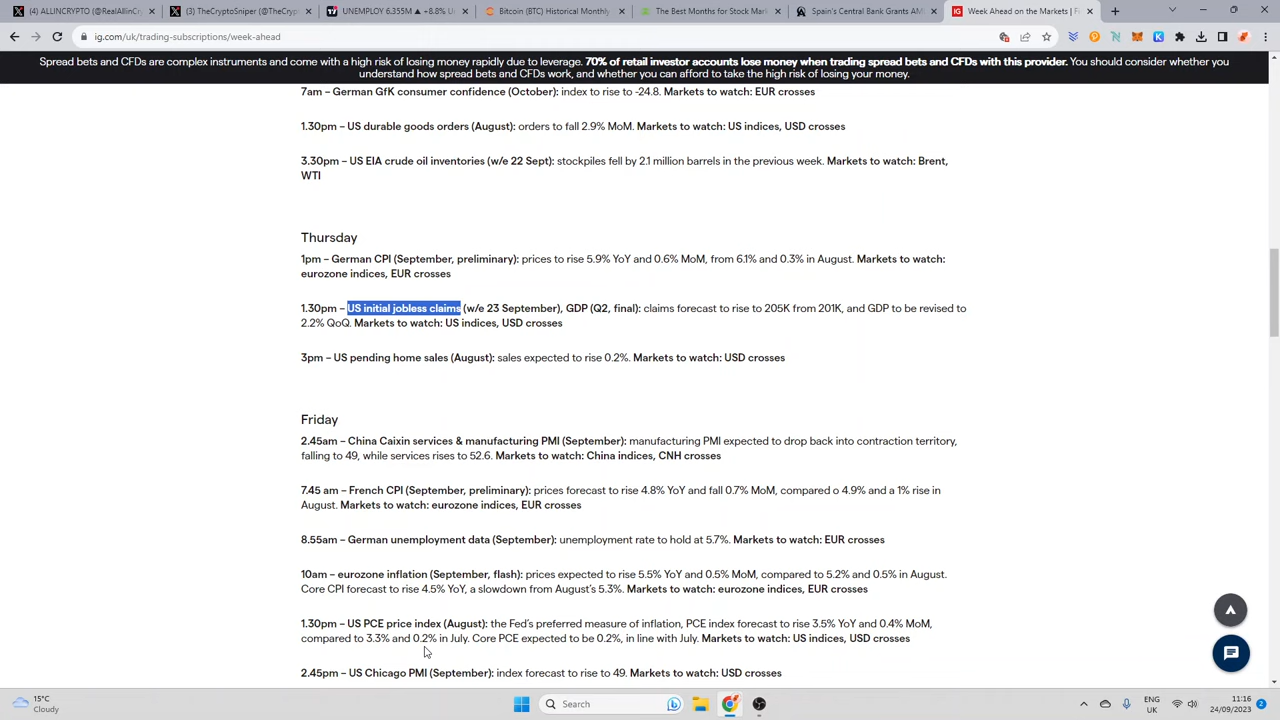 (4) ALLINCRYPTO (@RealAllinCr
TheCryptoSniper (@TheCryp
UNEMPLOY 6.355M ▲ +8.8% U
Bitcoin (BTC) Historical Monthly
The Best Months for Stock Mark
Spain's Central Bank Grants AM
Week Ahead on the Markets | F
ig.com/uk/trading-subscriptions/week-ahead
Spread bets and CFDs are complex instruments and come with a high risk of losing money rapidly due to leverage. 70% of retail investor accounts lose money when trading spread bets and CFDs with this provider. You should consider whether you
understand how spread bets and CFDs work, and whether you can afford to take the high risk of losing your money.
7am – German GfK consumer confidence (October): index to rise to -24.8. Markets to watch: EUR crosses
1.30pm – US durable goods orders (August): orders to fall 2.9% MoM. Markets to watch: US indices, USD crosses
3.30pm – US EIA crude oil inventories (w/e 22 Sept): stockpiles fell by 2.1 million barrels in the previous week. Markets to watch: Brent,
WTI
Thursday
1pm – German CPI (September, preliminary): prices to rise 5.9% YoY and 0.6% MoM, from 6.1% and 0.3% in August. Markets to watch:
eurozone indices, EUR crosses
1.30pm – US initial jobless claims (w/e 23 September), GDP (Q2, final): claims forecast to rise to 205K from 201K, and GDP to be revised to
2.2% QoQ. Markets to watch: US indices, USD crosses
3pm – US pending home sales (August): sales expected to rise 0.2%. Markets to watch: USD crosses
Friday
2.45am – China Caixin services & manufacturing PMI (September): manufacturing PMI expected to drop back into contraction territory,
falling to 49, while services rises to 52.6. Markets to watch: China indices, CNH crosses
7.45 am – French CPI (September, preliminary): prices forecast to rise 4.8% YoY and fall 0.7% MoM, compared o 4.9% and a 1% rise in
August. Markets to watch: eurozone indices, EUR crosses
8.55am – German unemployment data (September): unemployment rate to hold at 5.7%. Markets to watch: EUR crosses
10am – eurozone inflation (September, flash): prices expected to rise 5.5% YoY and 0.5% MoM, compared to 5.2% and 0.5% in August.
Core CPI forecast to rise 4.5% YoY, a slowdown from August's 5.3%. Markets to watch: eurozone indices, EUR crosses
1.30pm – US PCE price index (August): the Fed's preferred measure of inflation, PCE index forecast to rise 3.5% YoY and 0.4% MoM,
compared to 3.3% and 0.2% in July. Core PCE expected to be 0.2%, in line with July. Markets to watch: US indices, USD crosses
2.45pm – US Chicago PMI (September): index forecast to rise to 49. Markets to watch: USD crosses
15°C
Cloudy
Search
ENG
UK
11:16
24/09/2023
2